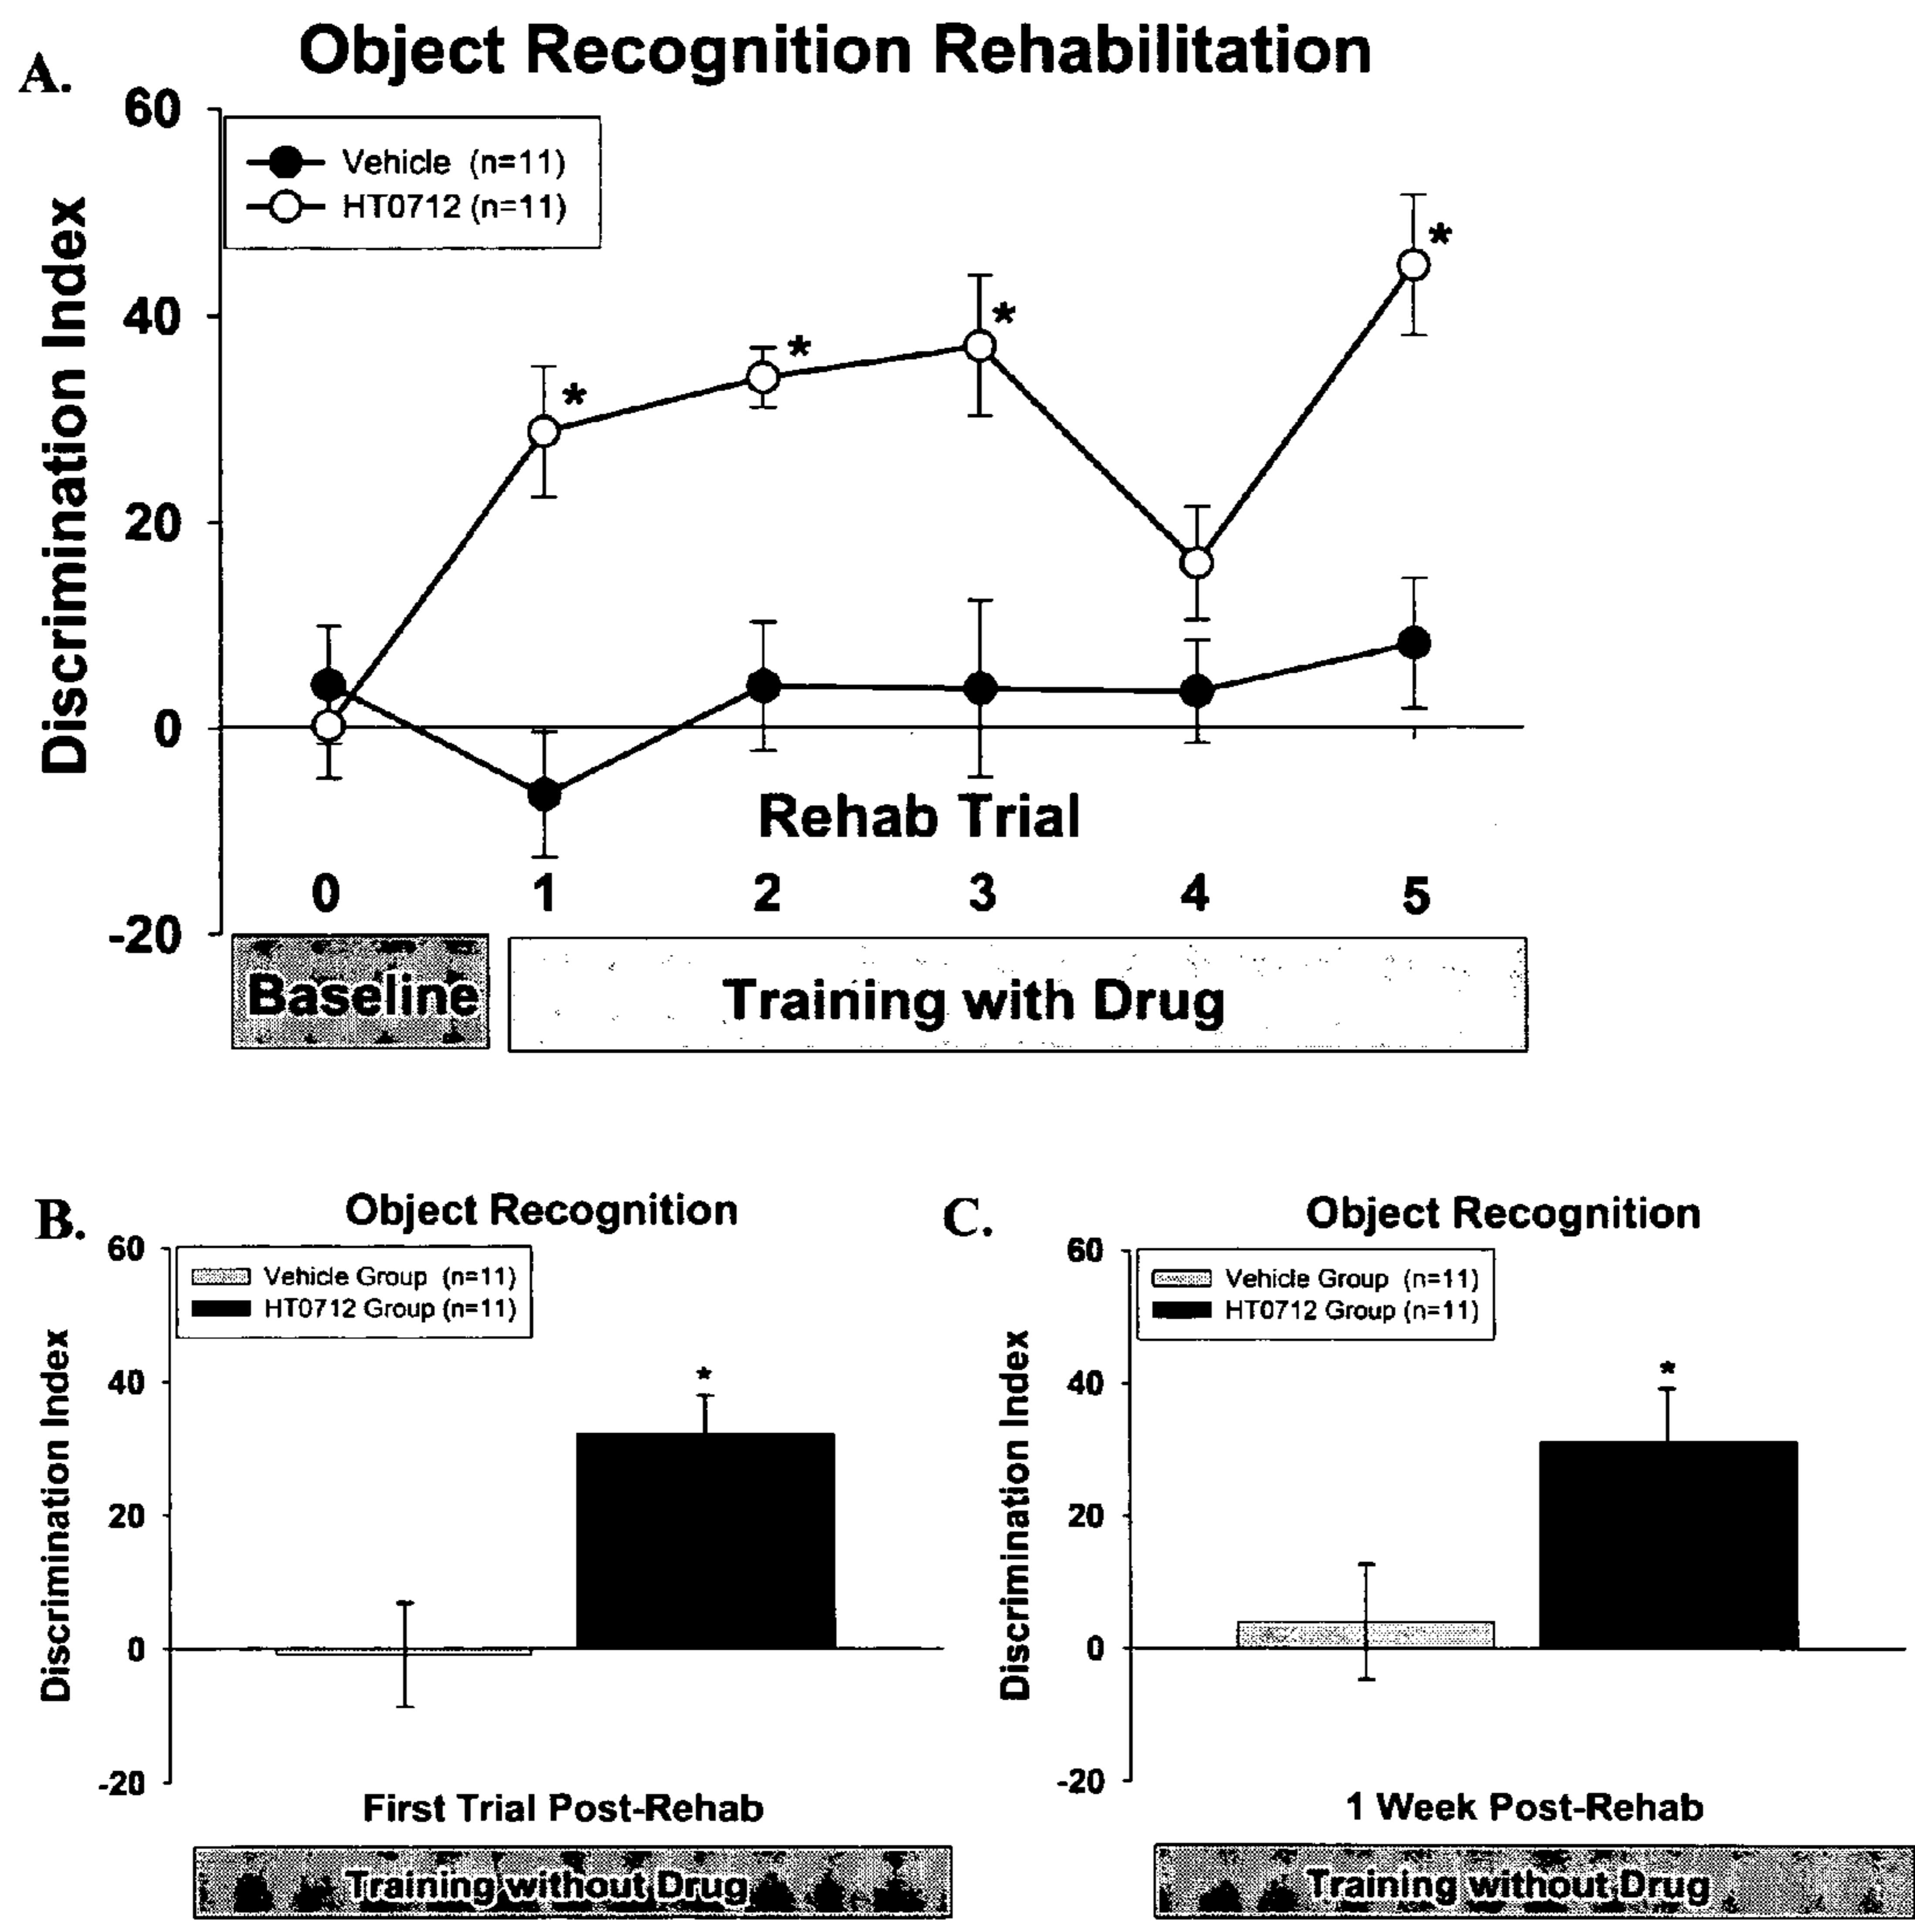 Object Recognition Rehabilitation
A.
60
40
20
0
-20
Discrimination Index
Vehicle (n=11)
HT0712 (n=11)
*
*
*
*
Rehab Trial
0 1 2 3 4 5
Baseline
Training with Drug
B.
Object Recognition
60
40
20
0
-20
Discrimination Index
Vehicle Group (n=11)
HT0712 Group (n=11)
*
First Trial Post-Rehab
Training without Drug
C.
Object Recognition
60
40
20
0
-20
Discrimination Index
Vehicle Group (n=11)
HT0712 Group (n=11)
*
1 Week Post-Rehab
Training without Drug